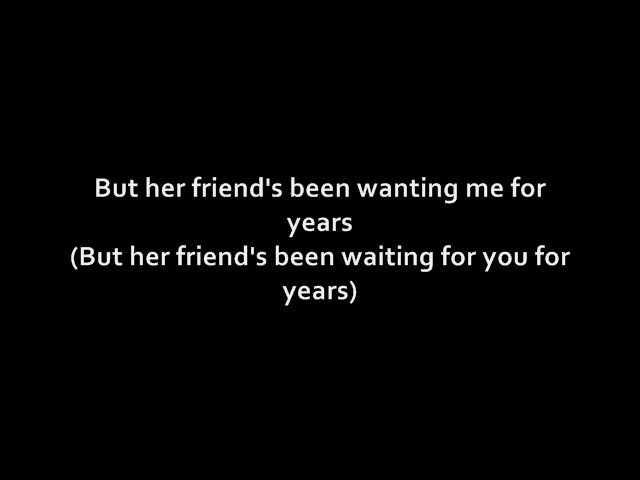 But her friend's been wanting me for
years
(But her friend's been waiting for you for
years)